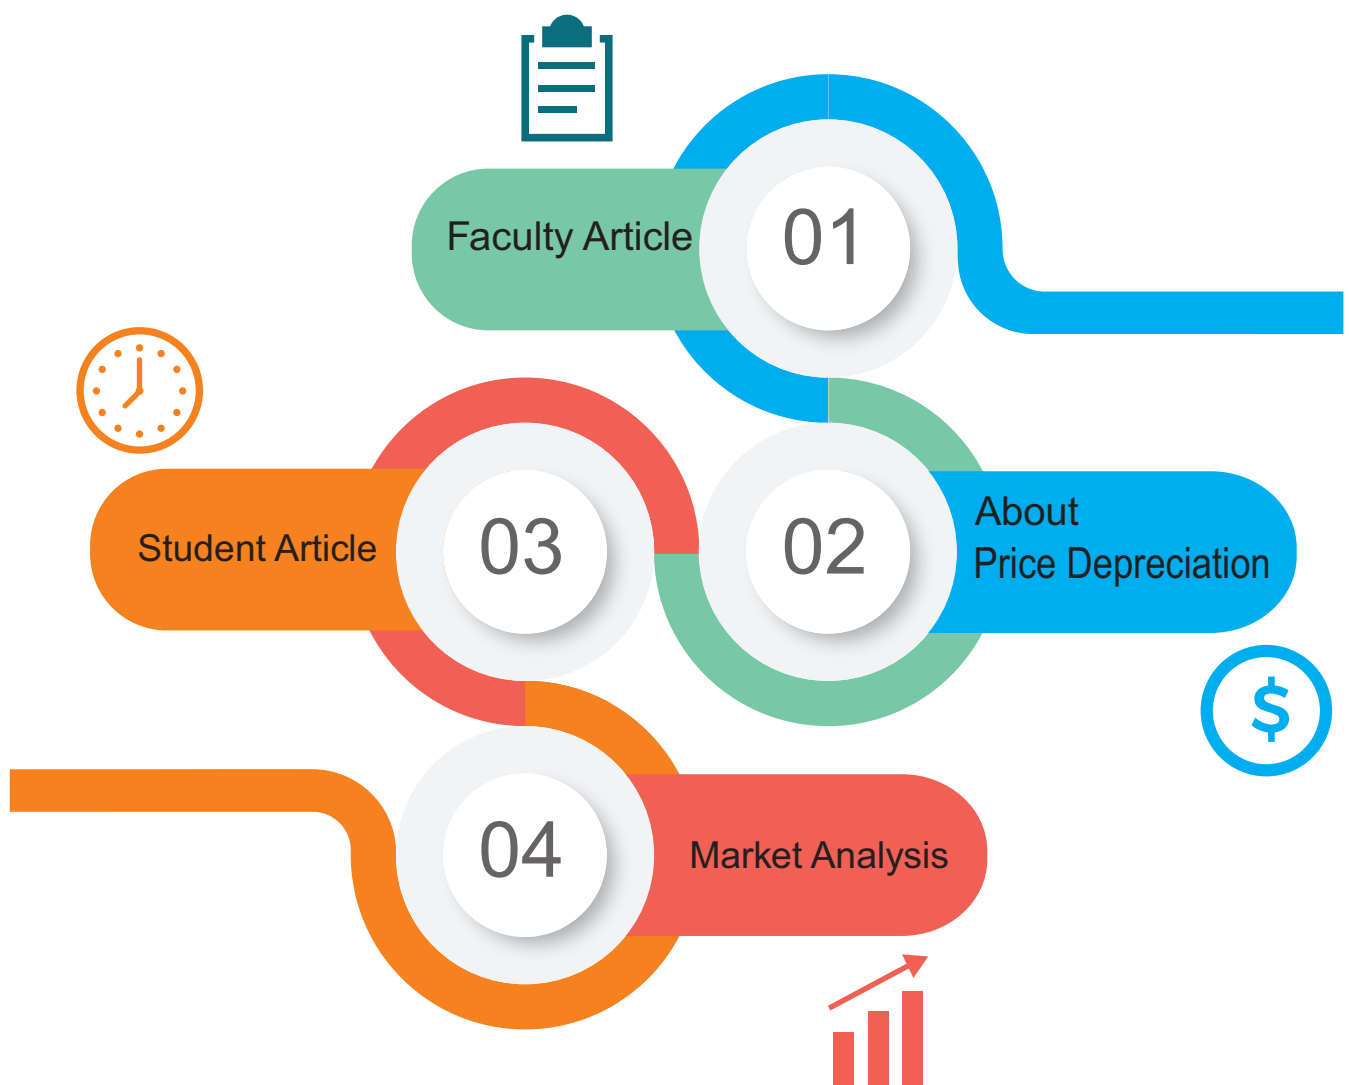 Faculty Article
01
02
About
Price Depreciation
Student Article
03
04
Market Analysis
$